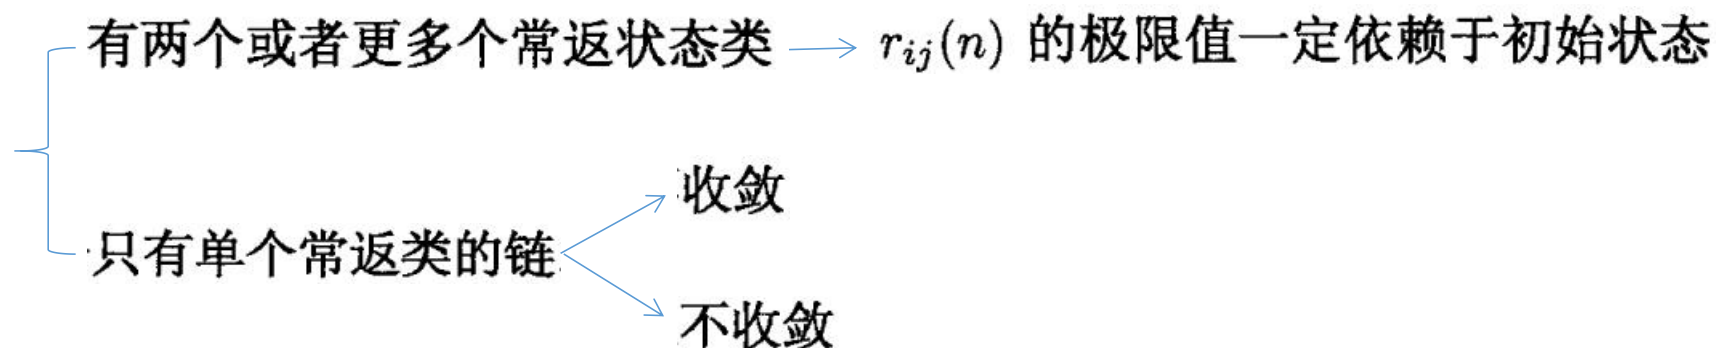 有两个或者更多个常返状态类 → r_{ij}(n) 的极限值一定依赖于初始状态
收敛
只有单个常返类的链
不收敛